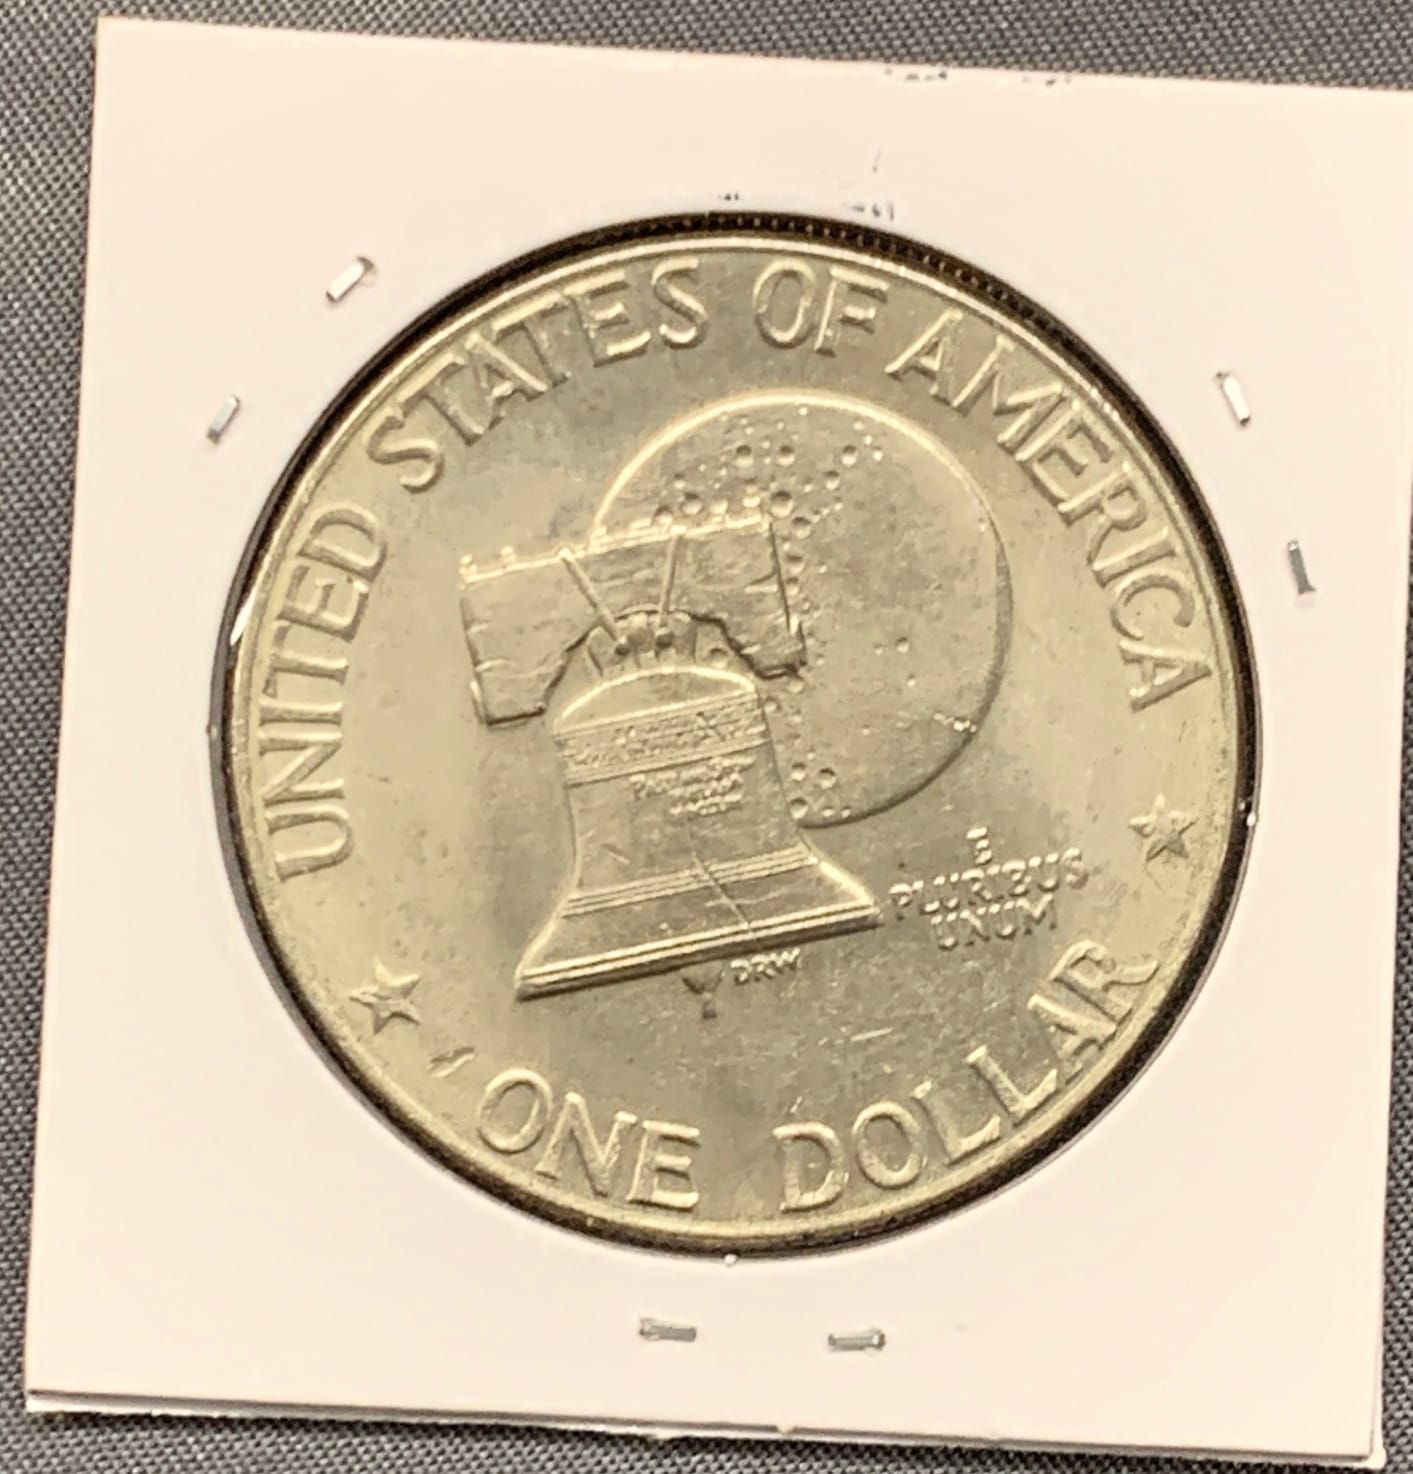 UNITED STATES OF AMERICA
E
PLURIBUS
UNUM
DRW
ONE DOLLAR